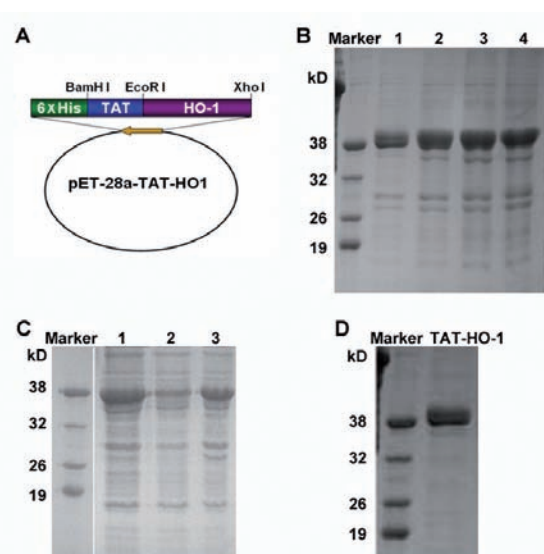 A
BamH I EcoR I Xho I
6xHis TAT HO-1
pET-28a-TAT-HO1
B
Marker 1 2 3 4
kD
38
32
26
19
C
Marker 1 2 3
kD
38
32
26
19
D
Marker TAT-HO-1
kD
38
32
26
19